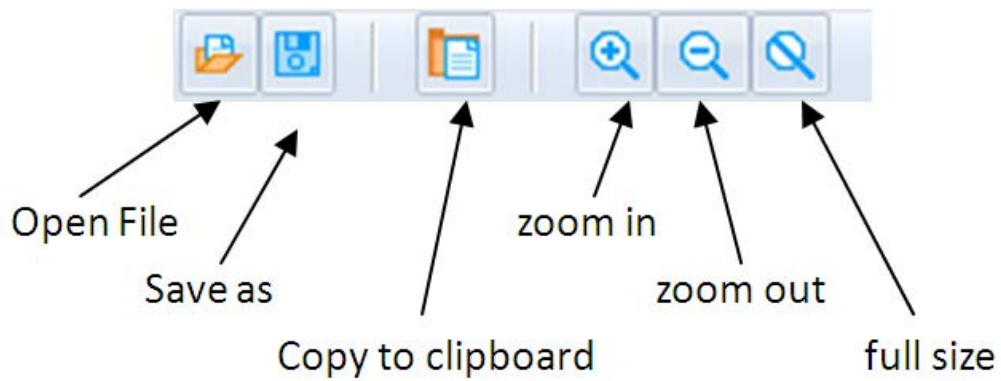 Open File
zoom in
Save as
zoom out
Copy to clipboard
full size